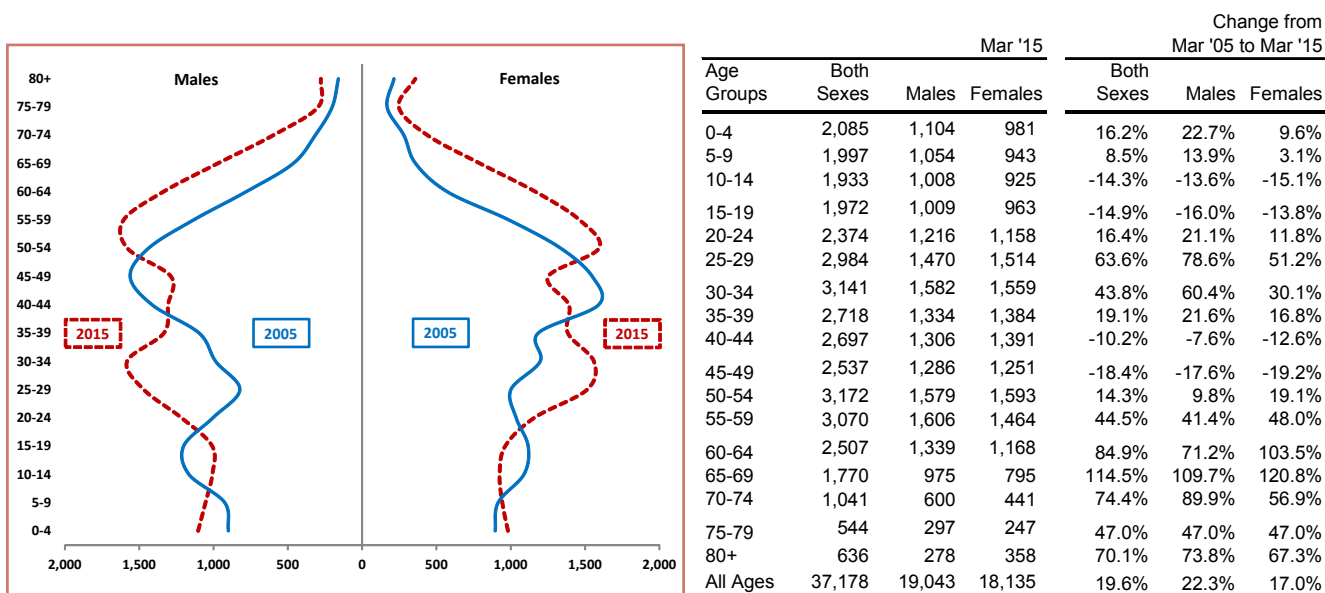 80+
75-79
70-74
65-69
60-64
55-59
50-54
45-49
40-44
35-39
30-34
25-29
20-24
15-19
10-14
5-9
0-4
Males
Females
2015
2005
2005
2015
2,000 1,500 1,000 500 0 500 1,000 1,500 2,000
Change from
Mar '15 Mar '05 to Mar '15
Age Both Both
Groups Sexes Males Females Sexes Males Females
0-4 2,085 1,104 981 16.2% 22.7% 9.6%
5-9 1,997 1,054 943 8.5% 13.9% 3.1%
10-14 1,933 1,008 925 -14.3% -13.6% -15.1%
15-19 1,972 1,009 963 -14.9% -16.0% -13.8%
20-24 2,374 1,216 1,158 16.4% 21.1% 11.8%
25-29 2,984 1,470 1,514 63.6% 78.6% 51.2%
30-34 3,141 1,582 1,559 43.8% 60.4% 30.1%
35-39 2,718 1,334 1,384 19.1% 21.6% 16.8%
40-44 2,697 1,306 1,391 -10.2% -7.6% -12.6%
45-49 2,537 1,286 1,251 -18.4% -17.6% -19.2%
50-54 3,172 1,579 1,593 14.3% 9.8% 19.1%
55-59 3,070 1,606 1,464 44.5% 41.4% 48.0%
60-64 2,507 1,339 1,168 84.9% 71.2% 103.5%
65-69 1,770 975 795 114.5% 109.7% 120.8%
70-74 1,041 600 441 74.4% 89.9% 56.9%
75-79 544 297 247 47.0% 47.0% 47.0%
80+ 636 278 358 70.1% 73.8% 67.3%
All Ages 37,178 19,043 18,135 19.6% 22.3% 17.0%